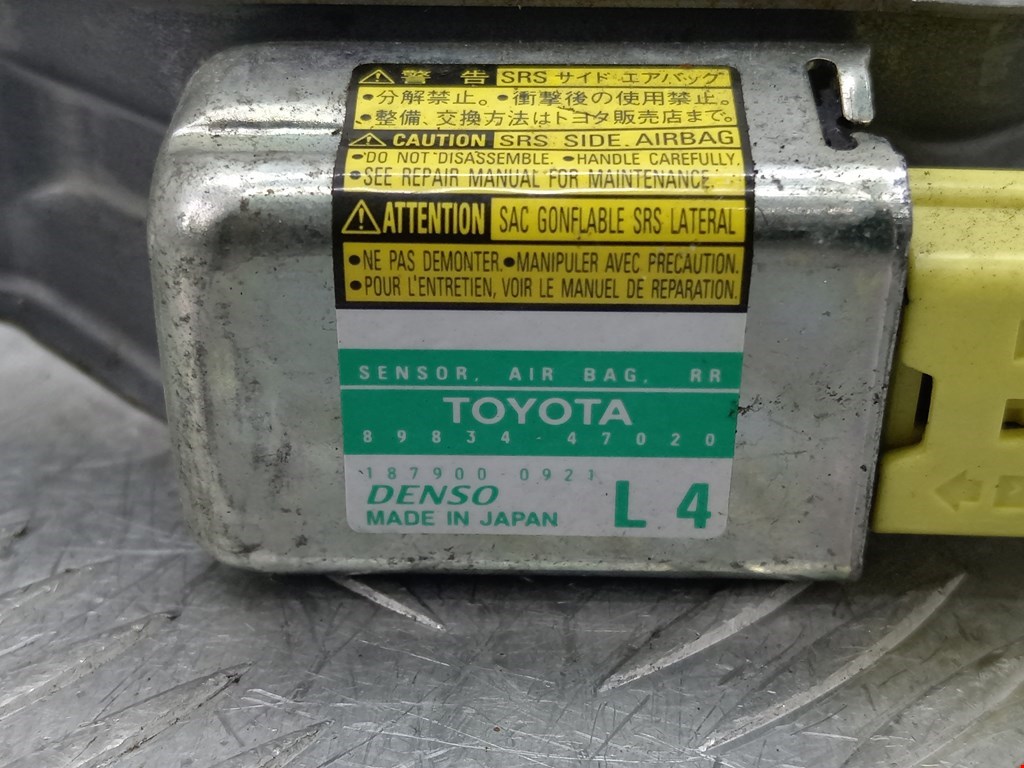 警告 SRS サイド エアバッグ
•分解禁止。•衝撃後の使用禁止。
•整備、交換方法はトヨタ販売店まで。
CAUTION SRS SIDE AIRBAG
•DO NOT DISASSEMBLE. •HANDLE CAREFULLY.
•SEE REPAIR MANUAL FOR MAINTENANCE.
ATTENTION SAC GONFLABLE SRS LATERAL
•NE PAS DEMONTER. •MANIPULER AVEC PRECAUTION.
•POUR L'ENTRETIEN, VOIR LE MANUEL DE REPARATION.
SENSOR, AIR BAG, RR
TOYOTA
89834-47020
187900-0921
DENSO
MADE IN JAPAN
L 4